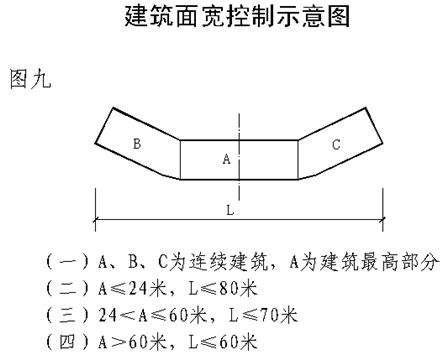 建筑面宽控制示意图
图九
B
A
C
L
(一)A、B、C为连续建筑,A为建筑最高部分
(二)A≤24米,L≤80米
(三)24<A≤60米,L≤70米
(四)A>60米,L≤60米